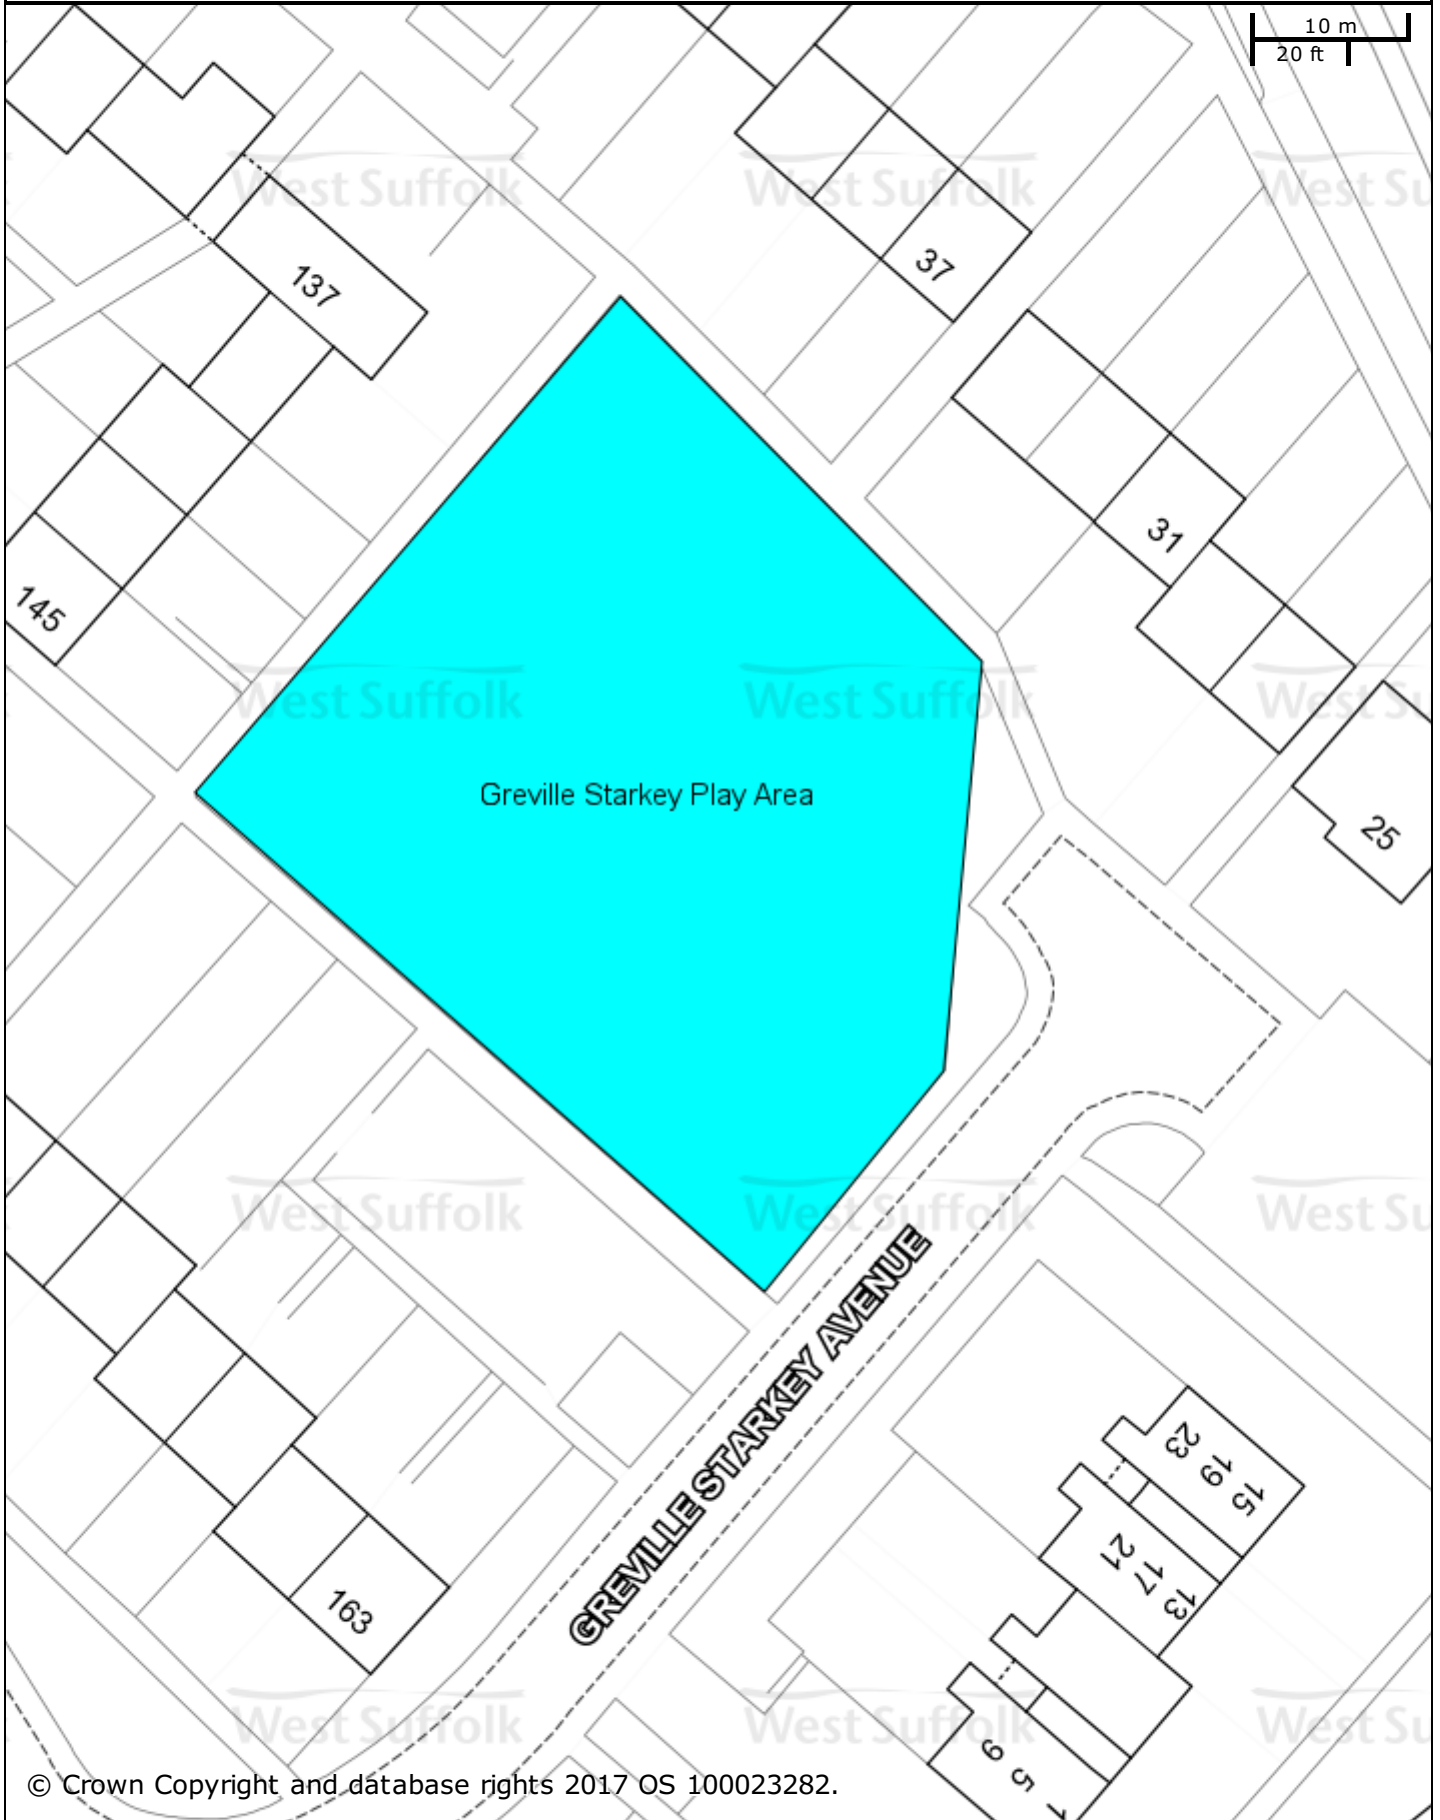 10 m
20 ft
West Suffolk
West Suffolk
West Su
37
137
31
145
West Suffolk
West Suffolk
West Su
Greville Starkey Play Area
25
West Suffolk
West Suffolk
West Su
GREVILLE STARKEY AVENUE
23
19
15
21
17
13
163
West Suffolk
West Suffolk
West Su
9
5
© Crown Copyright and database rights 2017 OS 100023282.